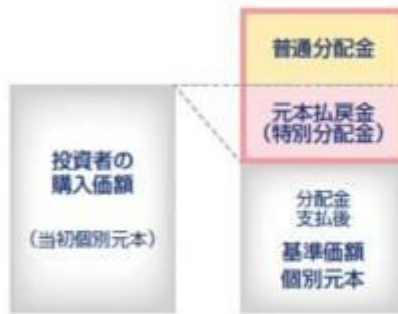 普通分配金
元本払戻金
(特別分配金)
投資者の
購入価額
(当初個別元本)
分配金
支払後
基準価額
個別元本